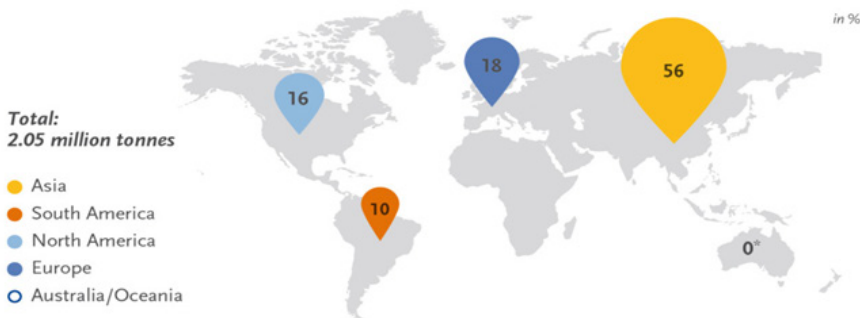 in %
56
18
16
Total:
2.05 million tonnes
Asia
South America
10
North America
0*
Europe
Australia/Oceania